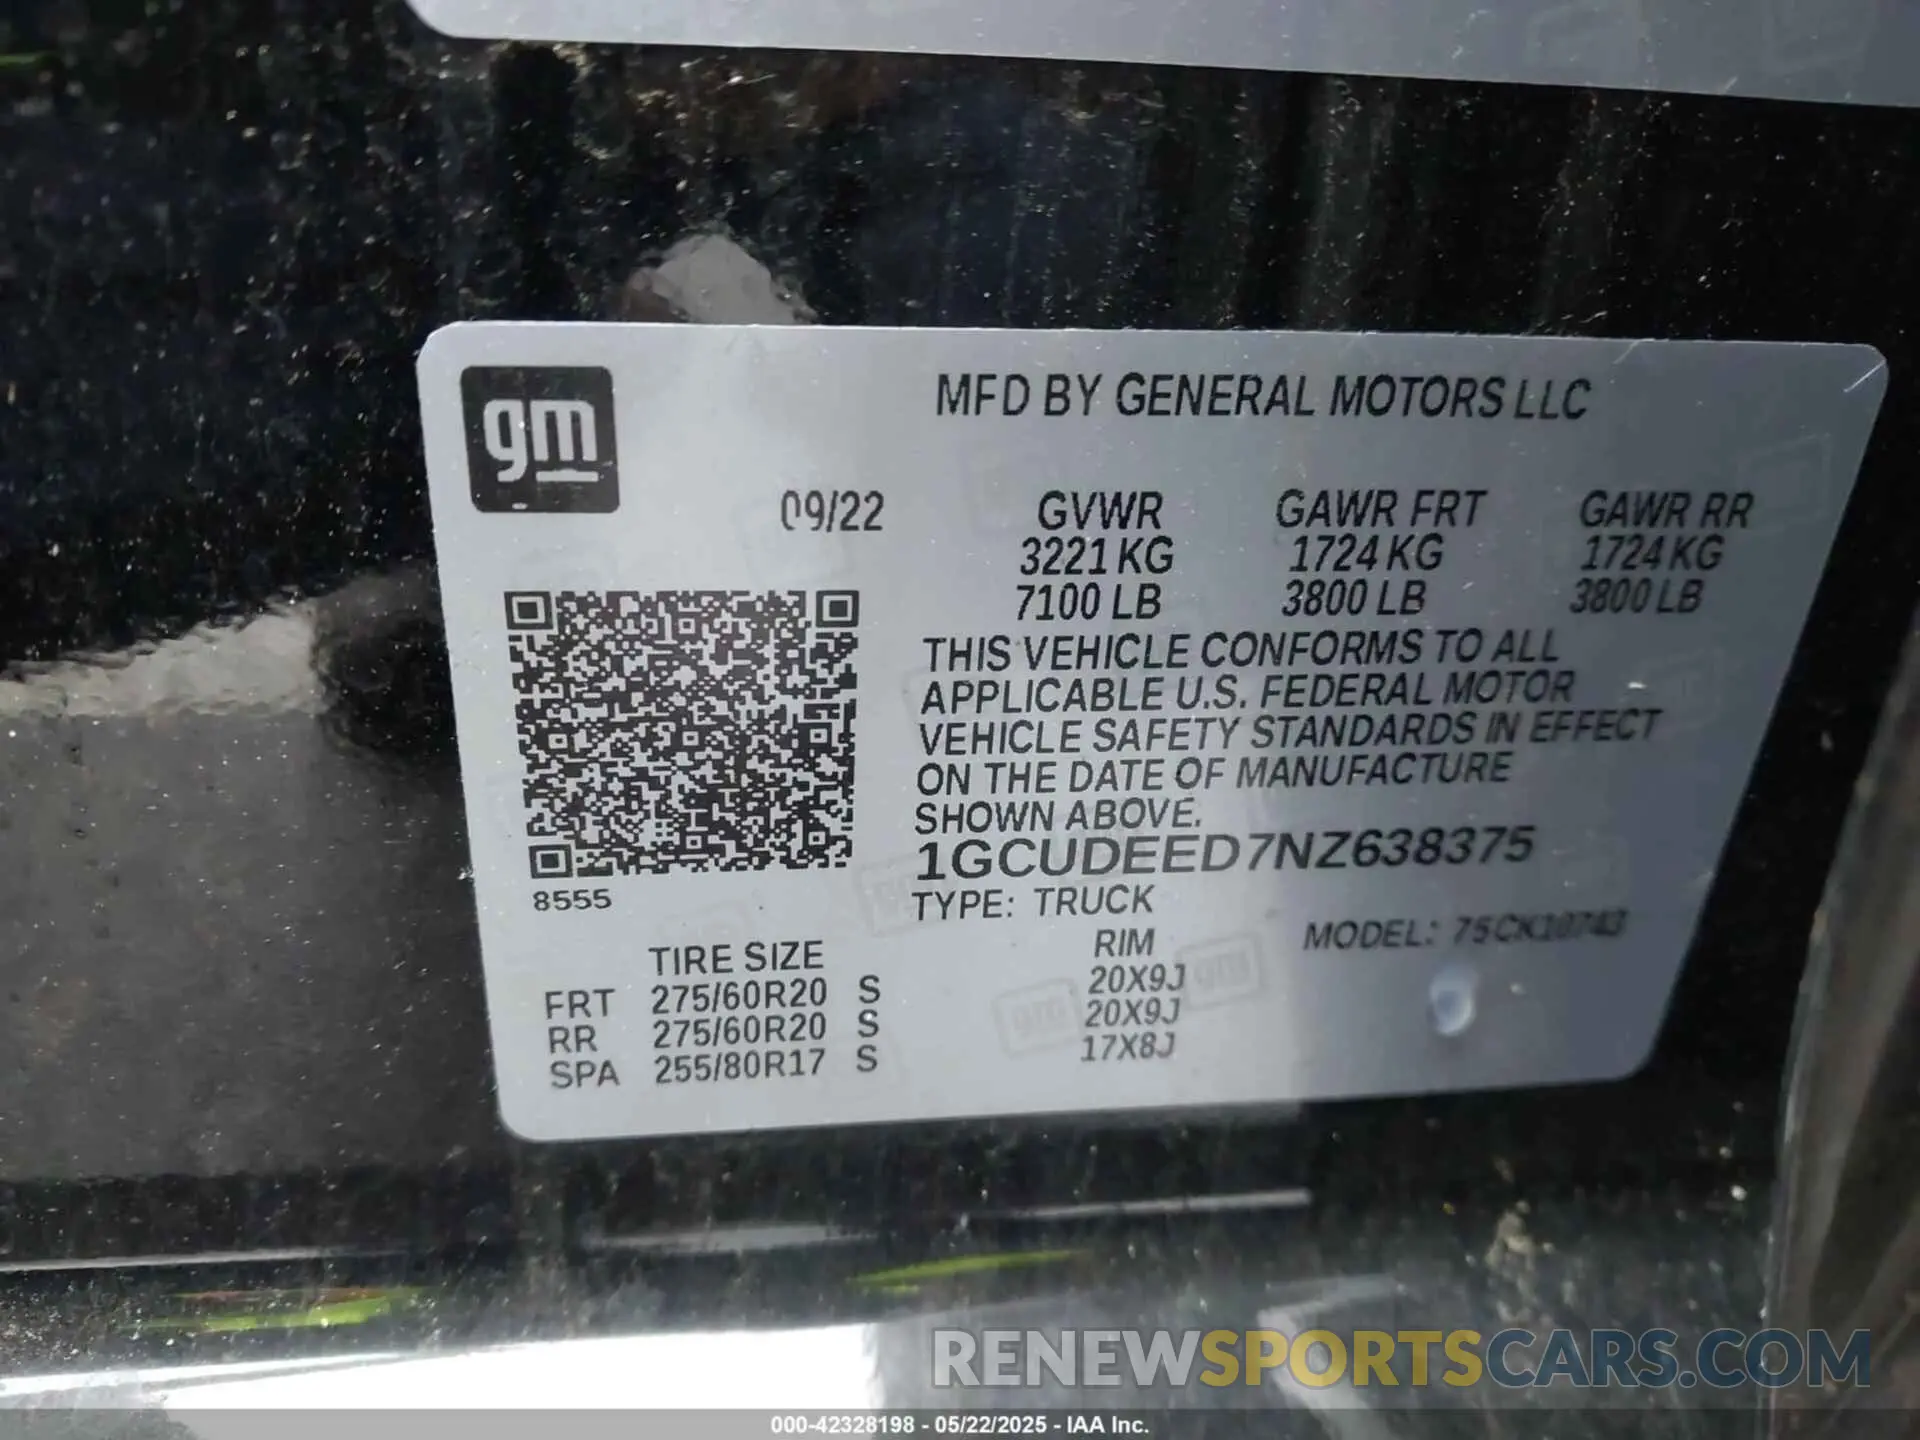 gm
MFD BY GENERAL MOTORS LLC
09/22
GVWR GAWR FRT GAWR RR
3221 KG 1724 KG 1724 KG
7100 LB 3800 LB 3800 LB
THIS VEHICLE CONFORMS TO ALL
APPLICABLE U.S. FEDERAL MOTOR
VEHICLE SAFETY STANDARDS IN EFFECT
ON THE DATE OF MANUFACTURE
SHOWN ABOVE.
1GCUDEED7NZ638375
8555
TYPE: TRUCK
MODEL: 75CK10743
TIRE SIZE RIM
FRT 275/60R20 S 20X9J
RR 275/60R20 S 20X9J
SPA 255/80R17 S 17X8J
RENEWSPORTSCARS.COM
000-42328198 - 05/22/2025 - IAA Inc.